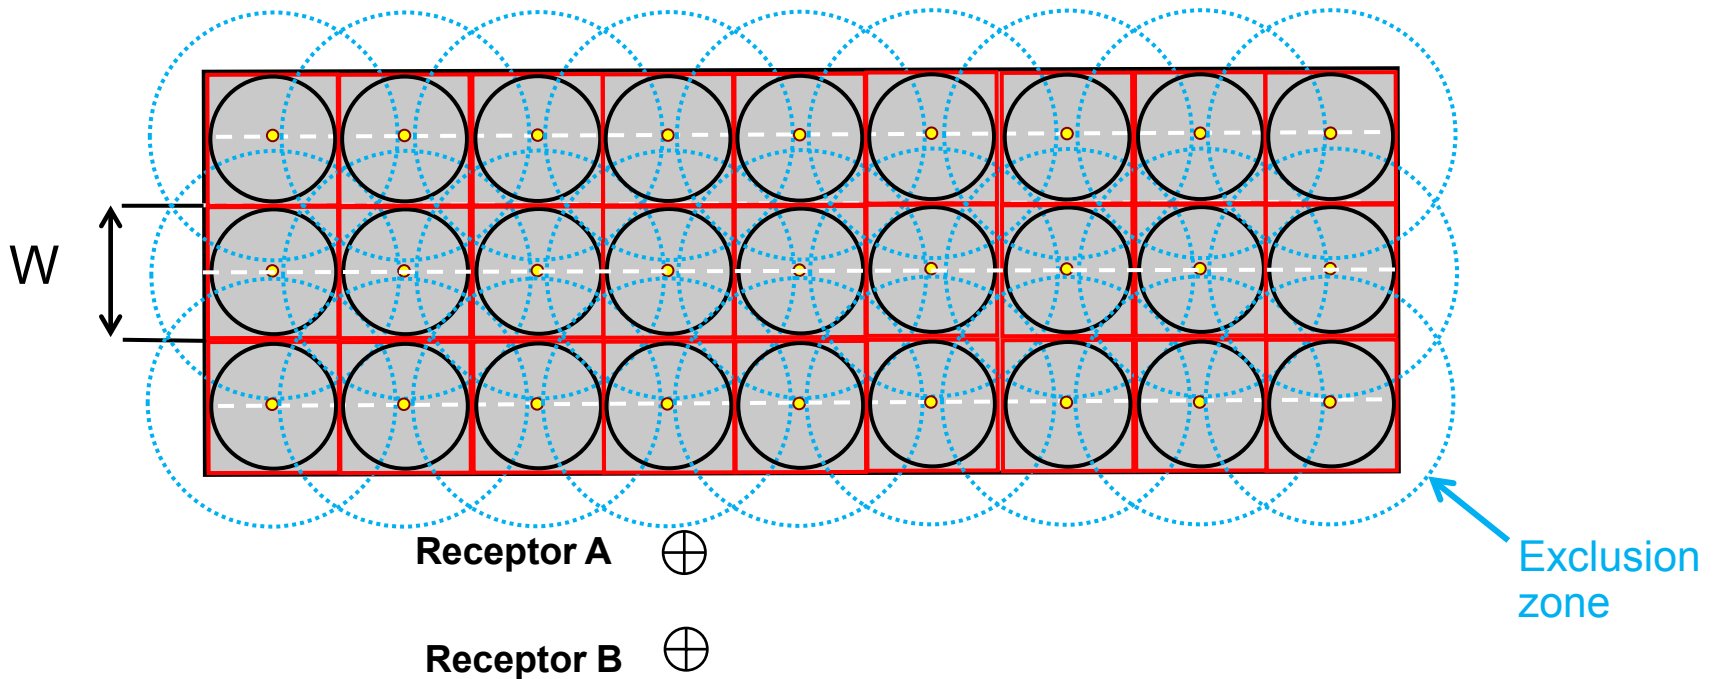 W
Receptor A
Exclusion
zone
Receptor B